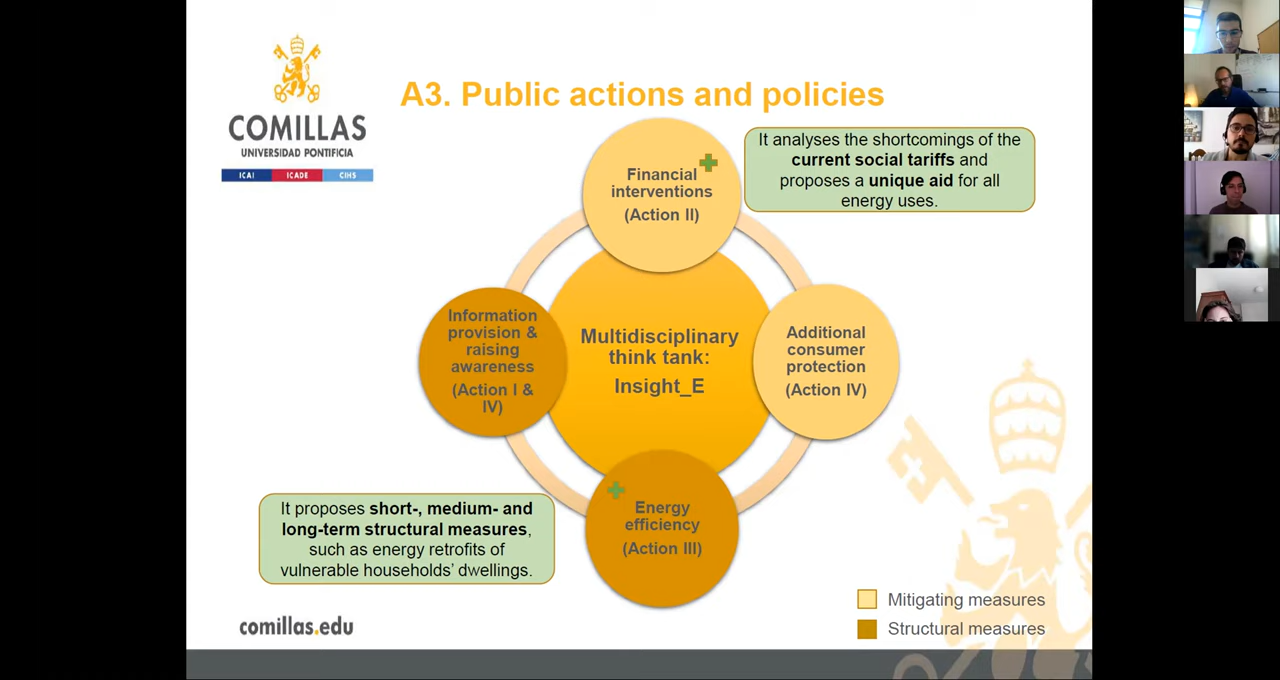 COMILLAS
UNIVERSIDAD PONTIFICIA
ICAI ICADE CIHS
A3. Public actions and policies
Financial
interventions
(Action II)
It analyses the shortcomings of the
current social tariffs and
proposes a unique aid for all
energy uses.
Information
provision &
raising
awareness
(Action I &
IV)
Multidisciplinary
think tank:
Insight_E
Additional
consumer
protection
(Action IV)
It proposes short-, medium- and
long-term structural measures,
such as energy retrofits of
vulnerable households' dwellings.
Energy
efficiency
(Action III)
Mitigating measures
Structural measures
comillas.edu